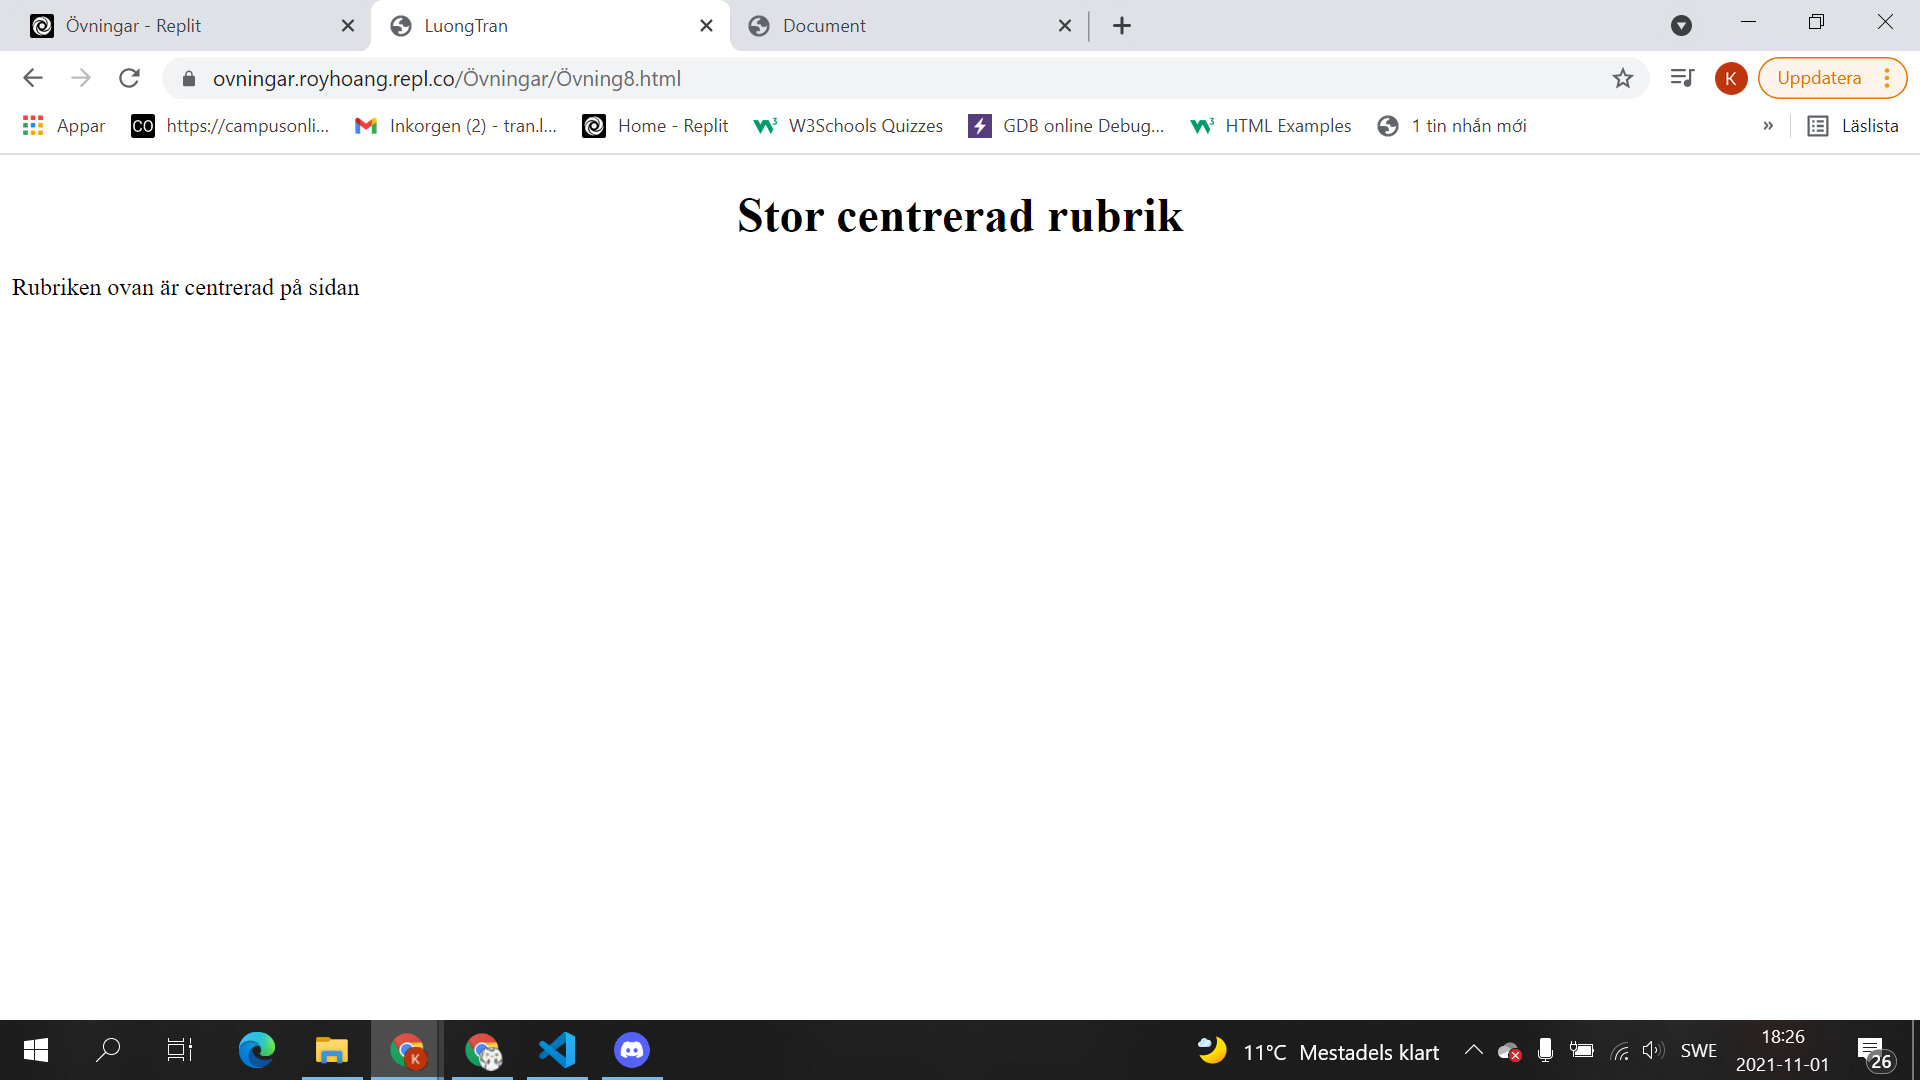 Övningar - Replit
LuongTran
Document
ovningar.royhoang.repl.co/Övningar/Övning8.html
K
Uppdatera
Appar
CO
https://campusonli...
Inkorgen (2) - tran.l...
Home - Replit
W3Schools Quizzes
GDB online Debug...
HTML Examples
1 tin nhắn mới
»
Läslista
Stor centrerad rubrik
Rubriken ovan är centrerad på sidan
K
11°C Mestadels klart
SWE
18:26
2021-11-01
26